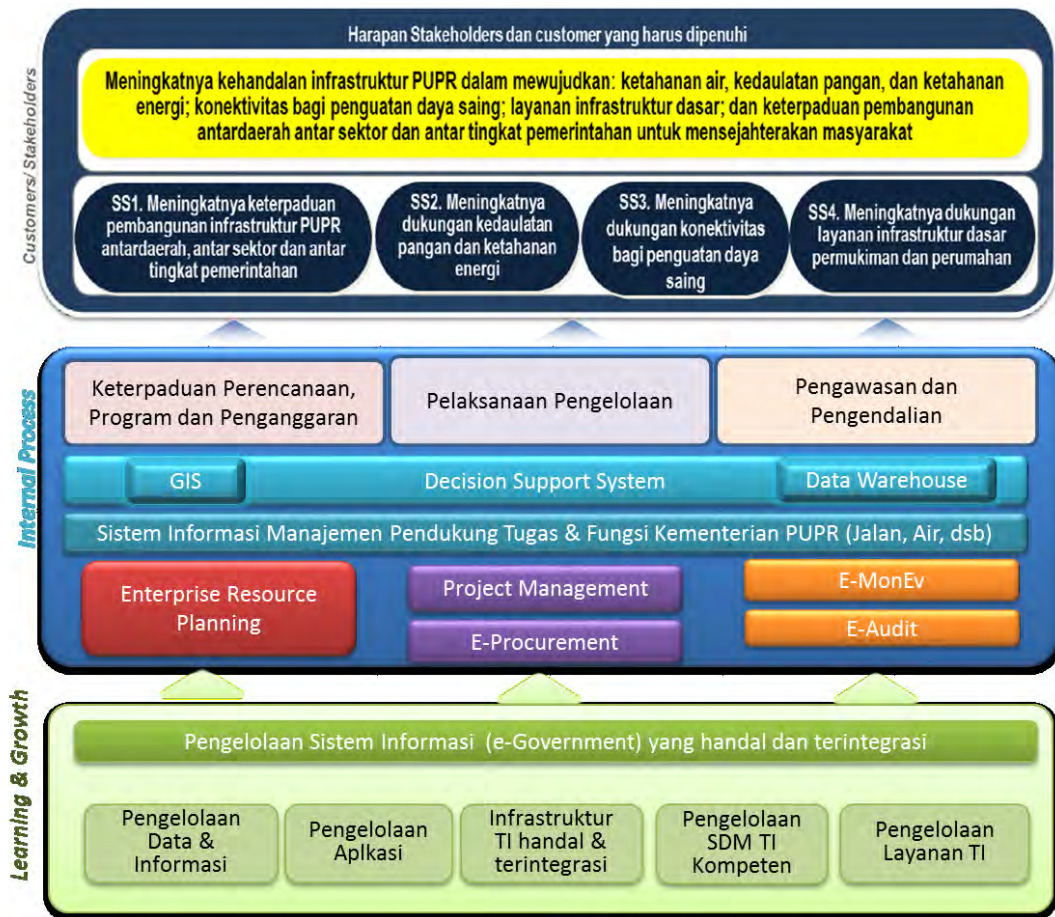 Customers/ Stakeholders
Harapan Stakeholders dan customer yang harus dipenuhi
Meningkatnya kehandalan infrastruktur PUPR dalam mewujudkan: ketahanan air, kedaulatan pangan, dan ketahanan
energi; konektivitas bagi penguatan daya saing; layanan infrastruktur dasar; dan keterpaduan pembangunan
antardaerah antar sektor dan antar tingkat pemerintahan untuk mensejahterakan masyarakat
SS1. Meningkatnya keterpaduan
pembangunan infrastruktur PUPR
antardaerah, antar sektor dan antar
tingkat pemerintahan
SS2. Meningkatnya
dukungan kedaulatan
pangan dan ketahanan
energi
SS3. Meningkatnya
dukungan konektivitas
bagi penguatan daya
saing
SS4. Meningkatnya dukungan
layanan infrastruktur dasar
permukiman dan perumahan
Internal Process
Keterpaduan Perencanaan,
Program dan Penganggaran
Pelaksanaan Pengelolaan
Pengawasan dan
Pengendalian
GIS
Decision Support System
Data Warehouse
Sistem Informasi Manajemen Pendukung Tugas & Fungsi Kementerian PUPR (Jalan, Air, dsb)
Enterprise Resource
Planning
Project Management
E-Procurement
E-MonEv
E-Audit
Learning & Growth
Pengelolaan Sistem Informasi (e-Government) yang handal dan terintegrasi
Pengelolaan
Data &
Informasi
Pengelolaan
Aplkasi
Infrastruktur
TI handal &
terintegrasi
Pengelolaan
SDM TI
Kompeten
Pengelolaan
Layanan TI